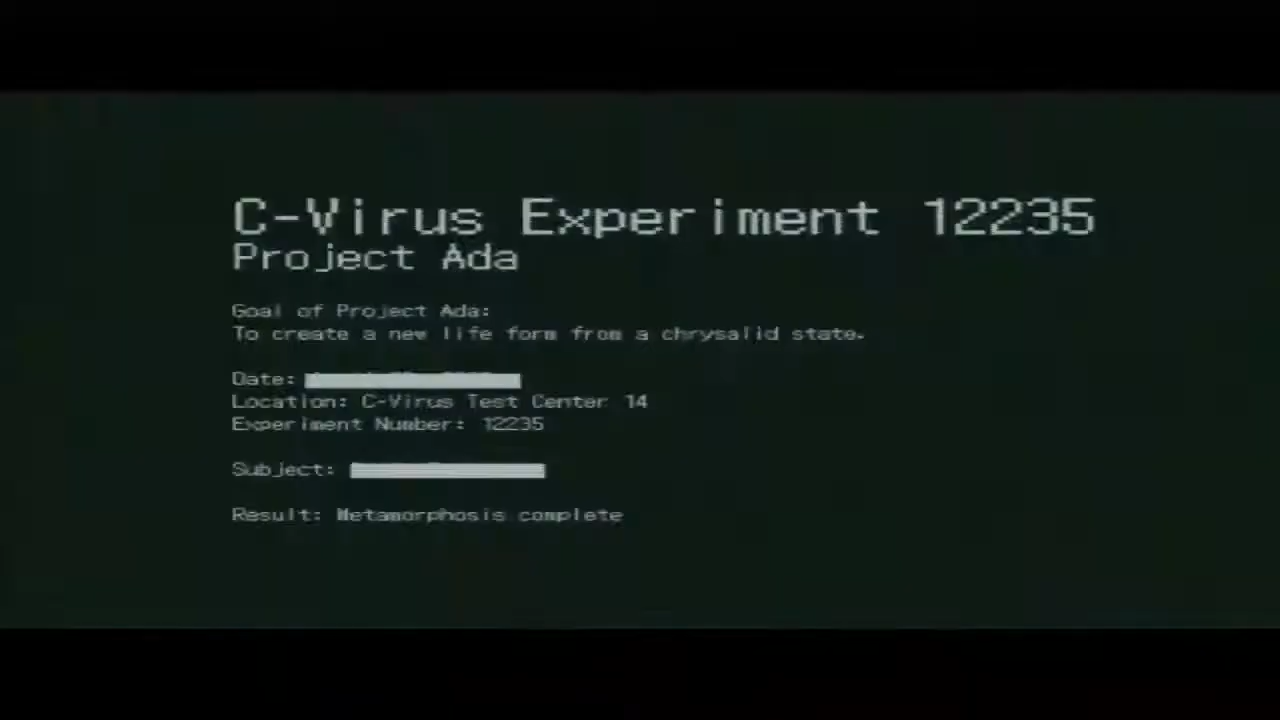 C-Virus Experiment 12235
Project Ada
Goal of Project Ada:
To create a new life form from a chrysalid state.
Date:
Location: C-Virus Test Center 14
Experiment Number: 12235
Subject:
Result: Metamorphosis complete